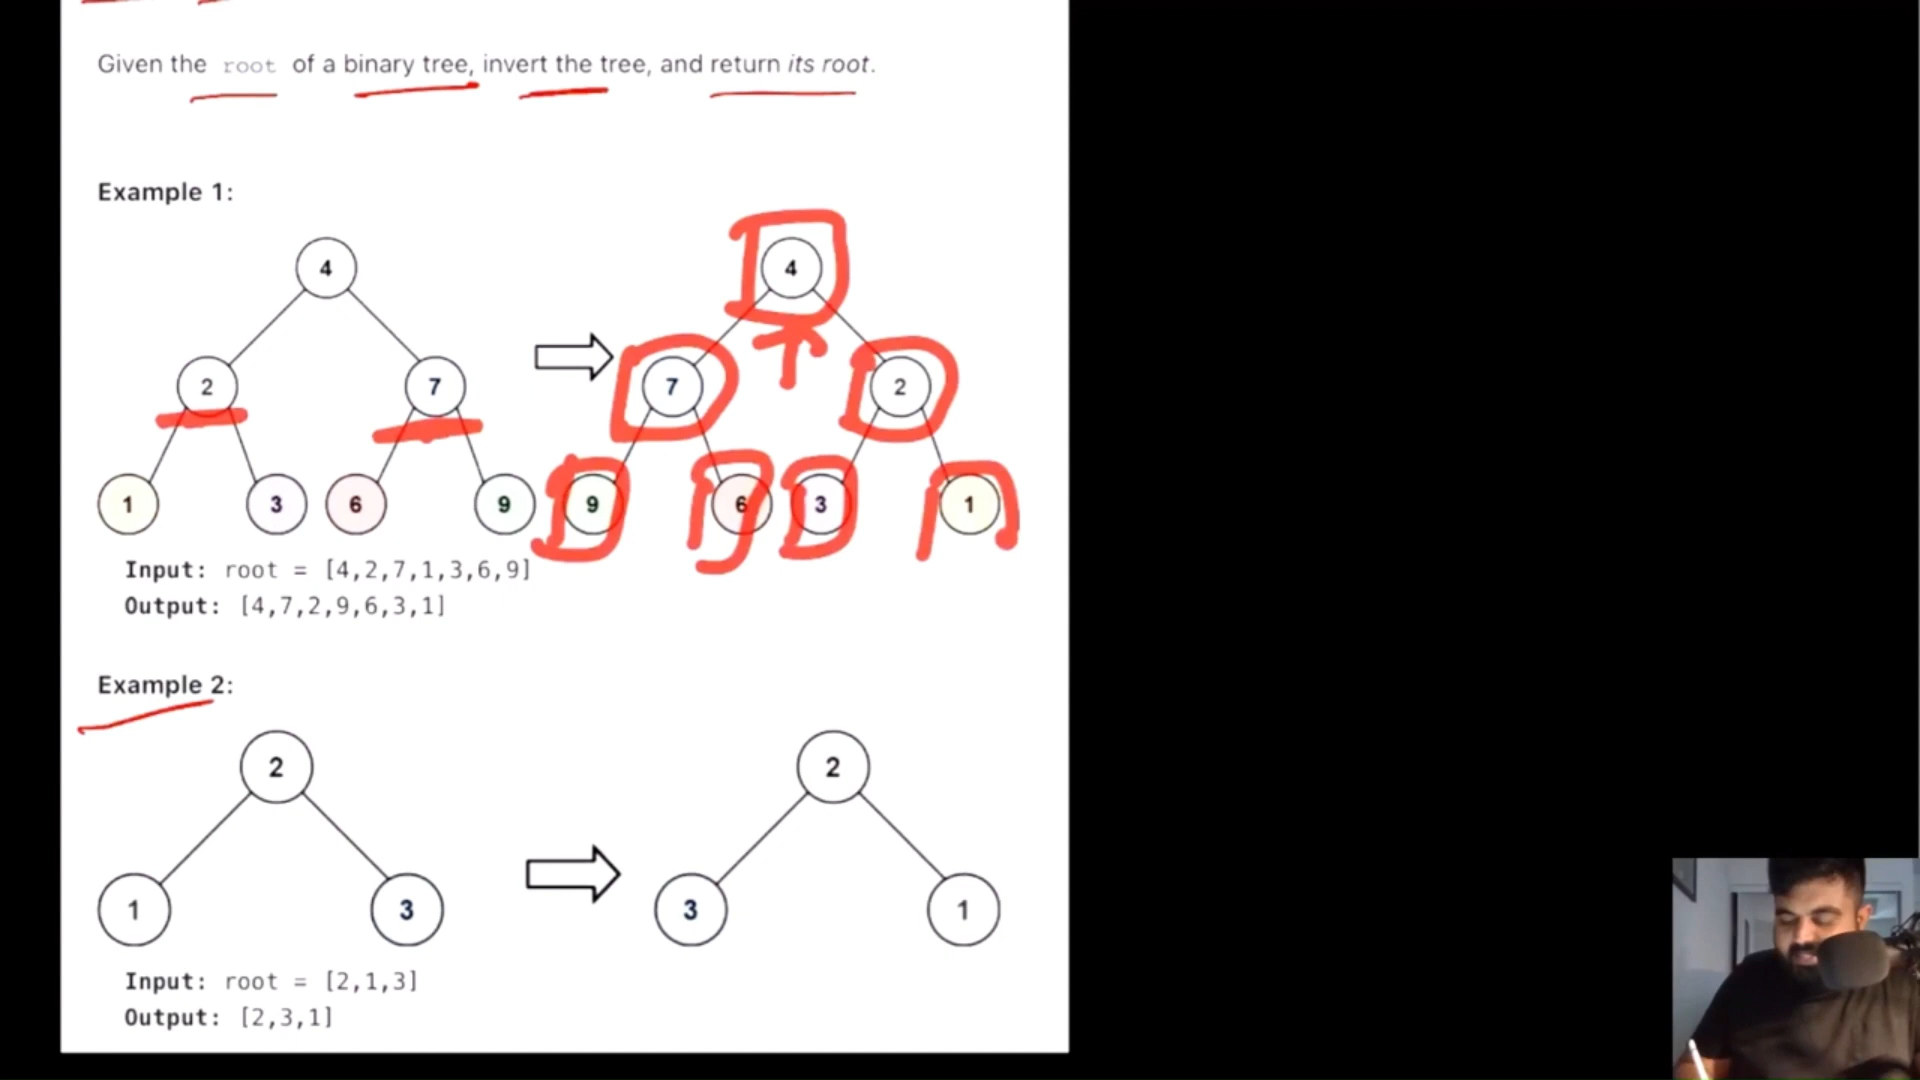 Given the root of a binary tree, invert the tree, and return its root.
Example 1:
4
4
2
7
7
2
1
3
6
9
9
6
3
1
Input: root = [4,2,7,1,3,6,9]
Output: [4,7,2,9,6,3,1]
Example 2:
2
2
1
3
3
1
Input: root = [2,1,3]
Output: [2,3,1]